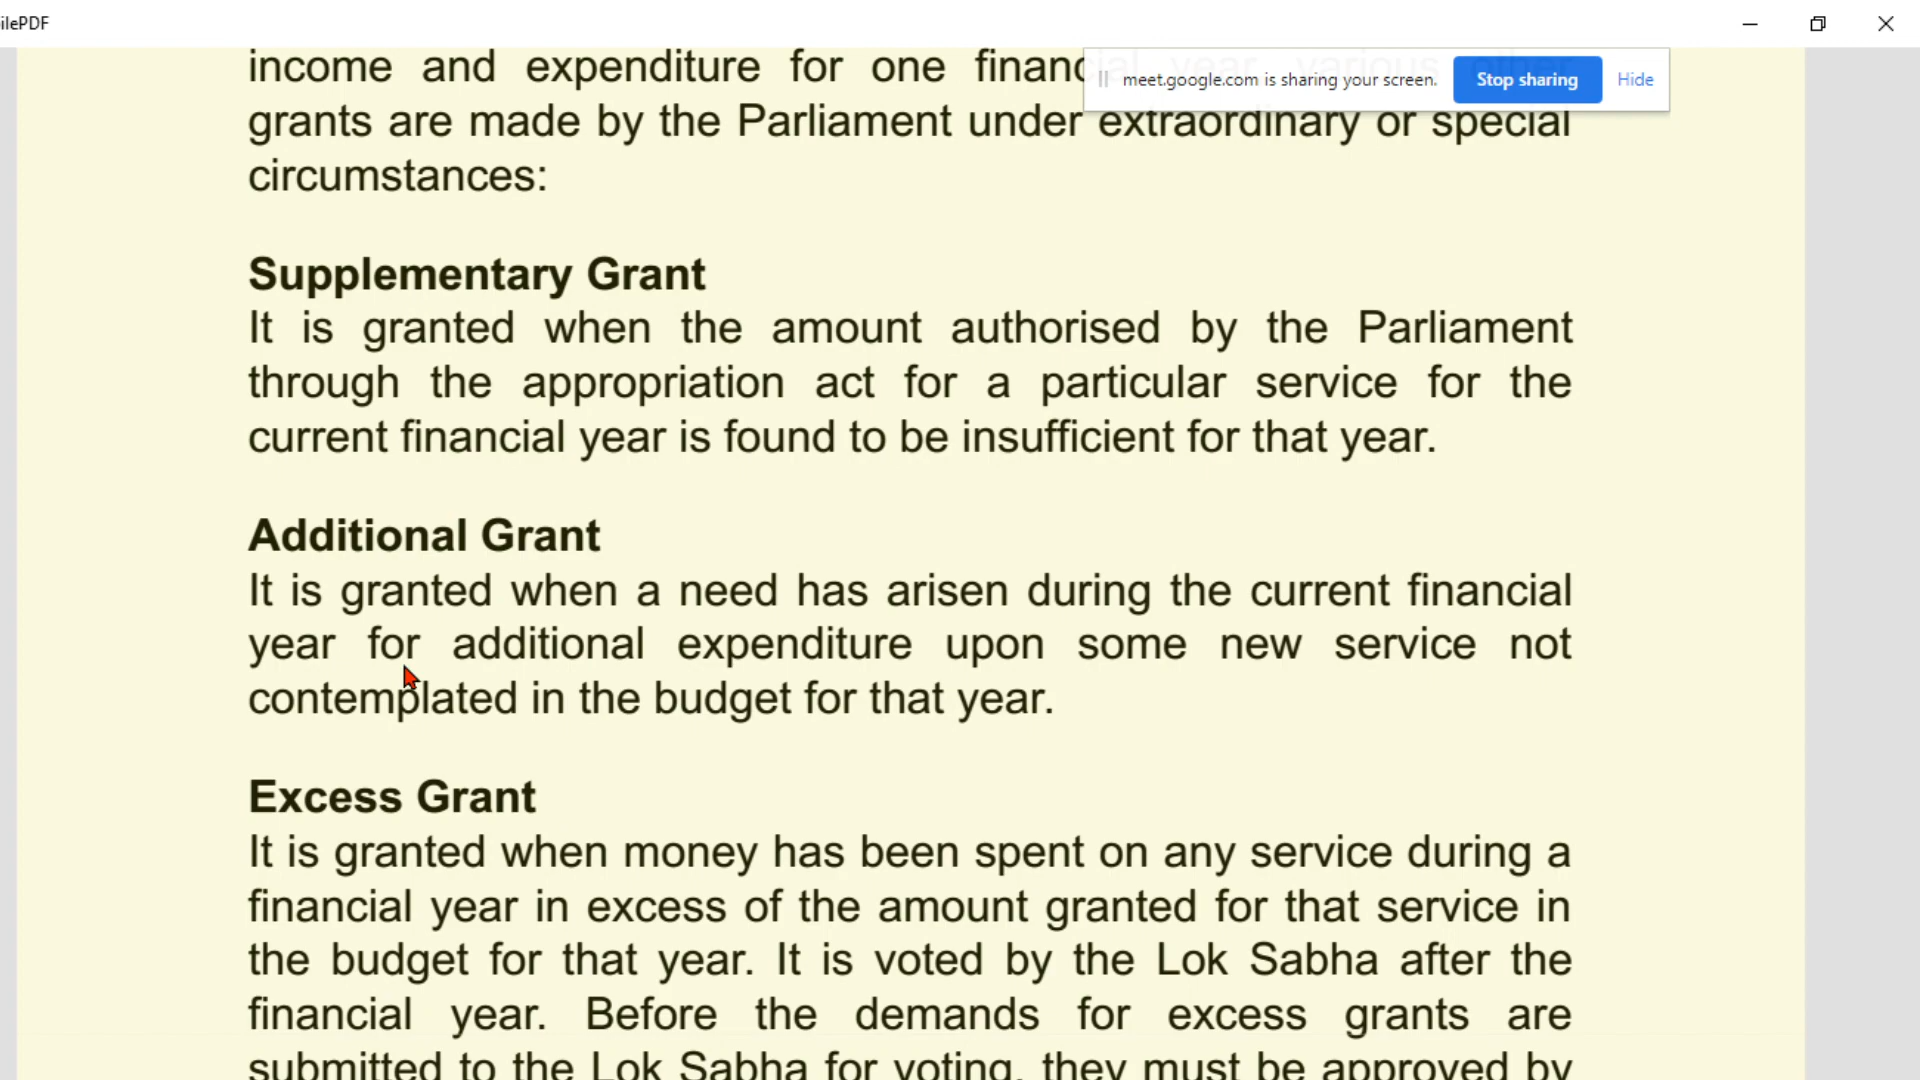 ilePDF
income and expenditure for one financ year, various other
meet.google.com is sharing your screen. Stop sharing Hide
grants are made by the Parliament under extraordinary or special
circumstances:
Supplementary Grant
It is granted when the amount authorised by the Parliament
through the appropriation act for a particular service for the
current financial year is found to be insufficient for that year.
Additional Grant
It is granted when a need has arisen during the current financial
year for additional expenditure upon some new service not
contemplated in the budget for that year.
Excess Grant
It is granted when money has been spent on any service during a
financial year in excess of the amount granted for that service in
the budget for that year. It is voted by the Lok Sabha after the
financial year. Before the demands for excess grants are
submitted to the Lok Sabha for voting, they must be approved by